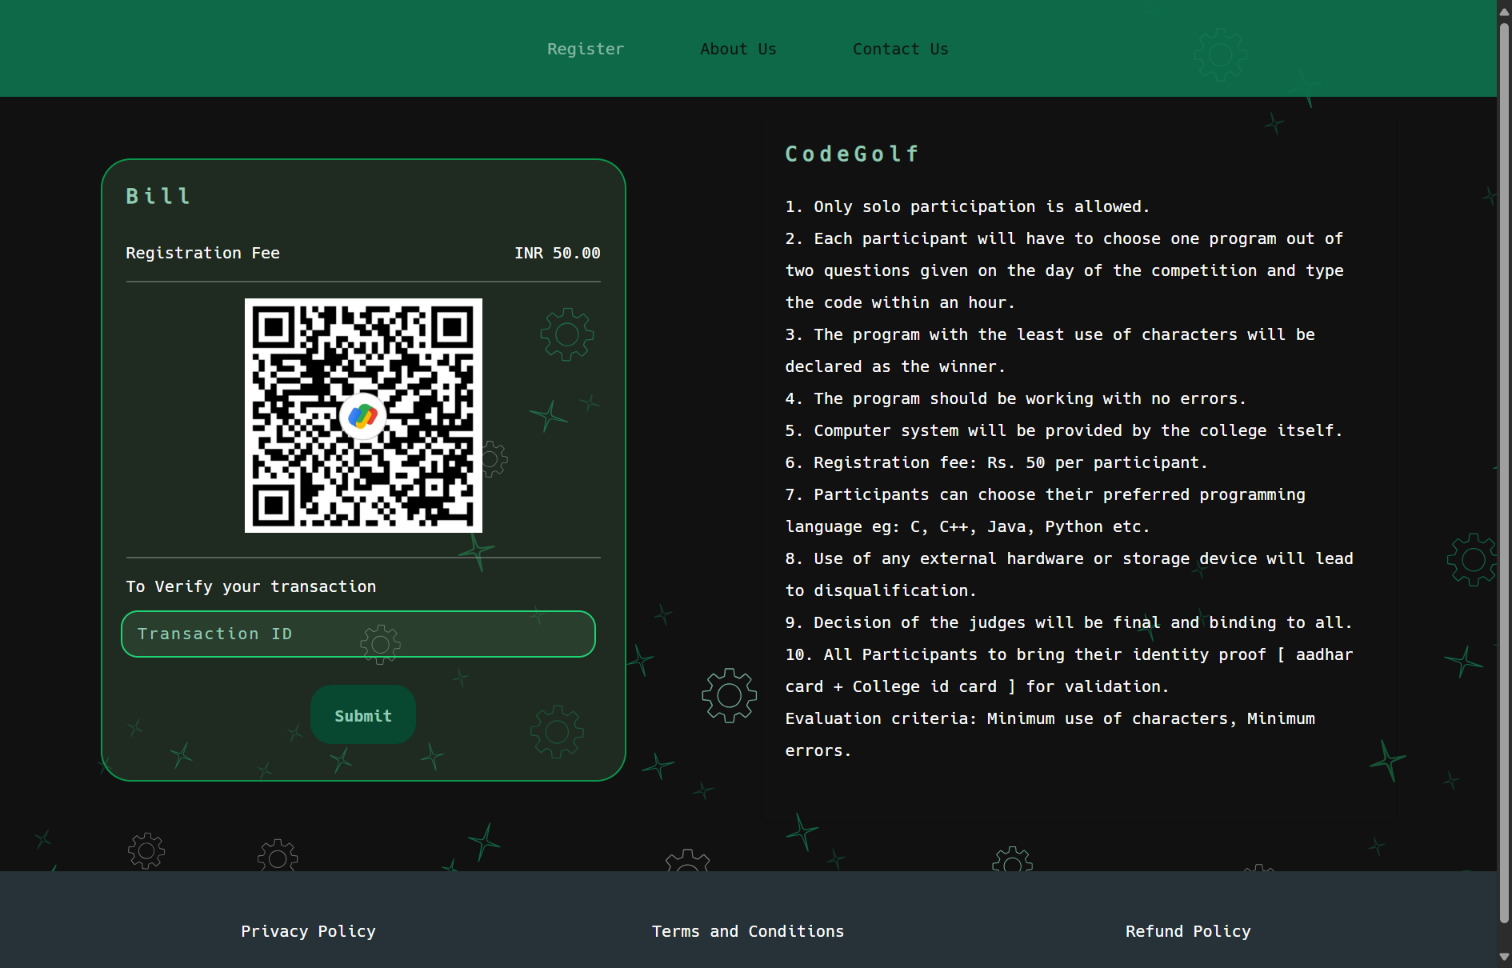 Register About Us Contact Us
Bill
Registration Fee INR 50.00
To Verify your transaction
Transaction ID
Submit
CodeGolf
1. Only solo participation is allowed.
2. Each participant will have to choose one program out of
two questions given on the day of the competition and type
the code within an hour.
3. The program with the least use of characters will be
declared as the winner.
4. The program should be working with no errors.
5. Computer system will be provided by the college itself.
6. Registration fee: Rs. 50 per participant.
7. Participants can choose their preferred programming
language eg: C, C++, Java, Python etc.
8. Use of any external hardware or storage device will lead
to disqualification.
9. Decision of the judges will be final and binding to all.
10. All Participants to bring their identity proof [ aadhar
card + College id card ] for validation.
Evaluation criteria: Minimum use of characters, Minimum
errors.
Privacy Policy Terms and Conditions Refund Policy